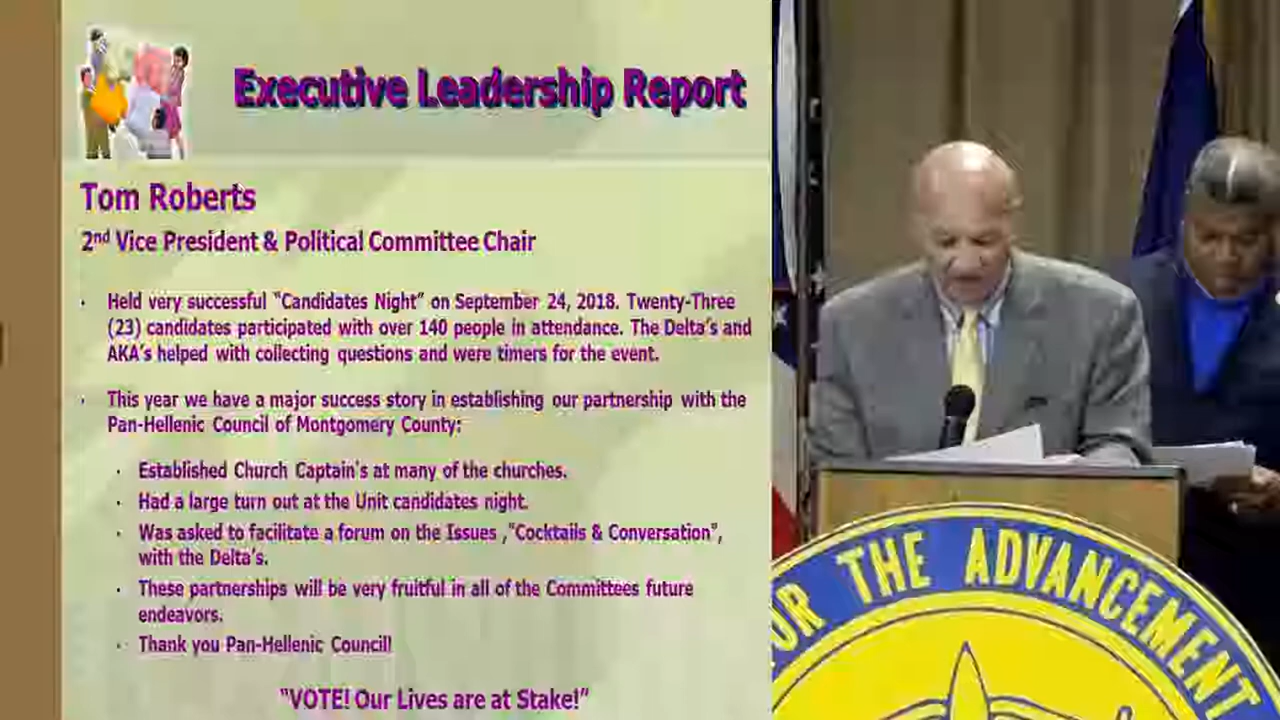 Executive Leadership Report
Tom Roberts
2nd Vice President & Political Committee Chair
· Held very successful "Candidates Night" on September 24, 2018. Twenty-Three
(23) candidates participated with over 140 people in attendance. The Delta's and
AKA's helped with collecting questions and were timers for the event.
· This year we have a major success story in establishing our partnership with the
Pan-Hellenic Council of Montgomery County:
· Established Church Captain's at many of the churches.
· Had a large turn out at the Unit candidates night.
· Was asked to facilitate a forum on the Issues ,"Cocktails & Conversation",
with the Delta's.
· These partnerships will be very fruitful in all of the Committees future
endeavors.
· Thank you Pan-Hellenic Council!
"VOTE! Our Lives are at Stake!"
FOR THE ADVANCEMENT